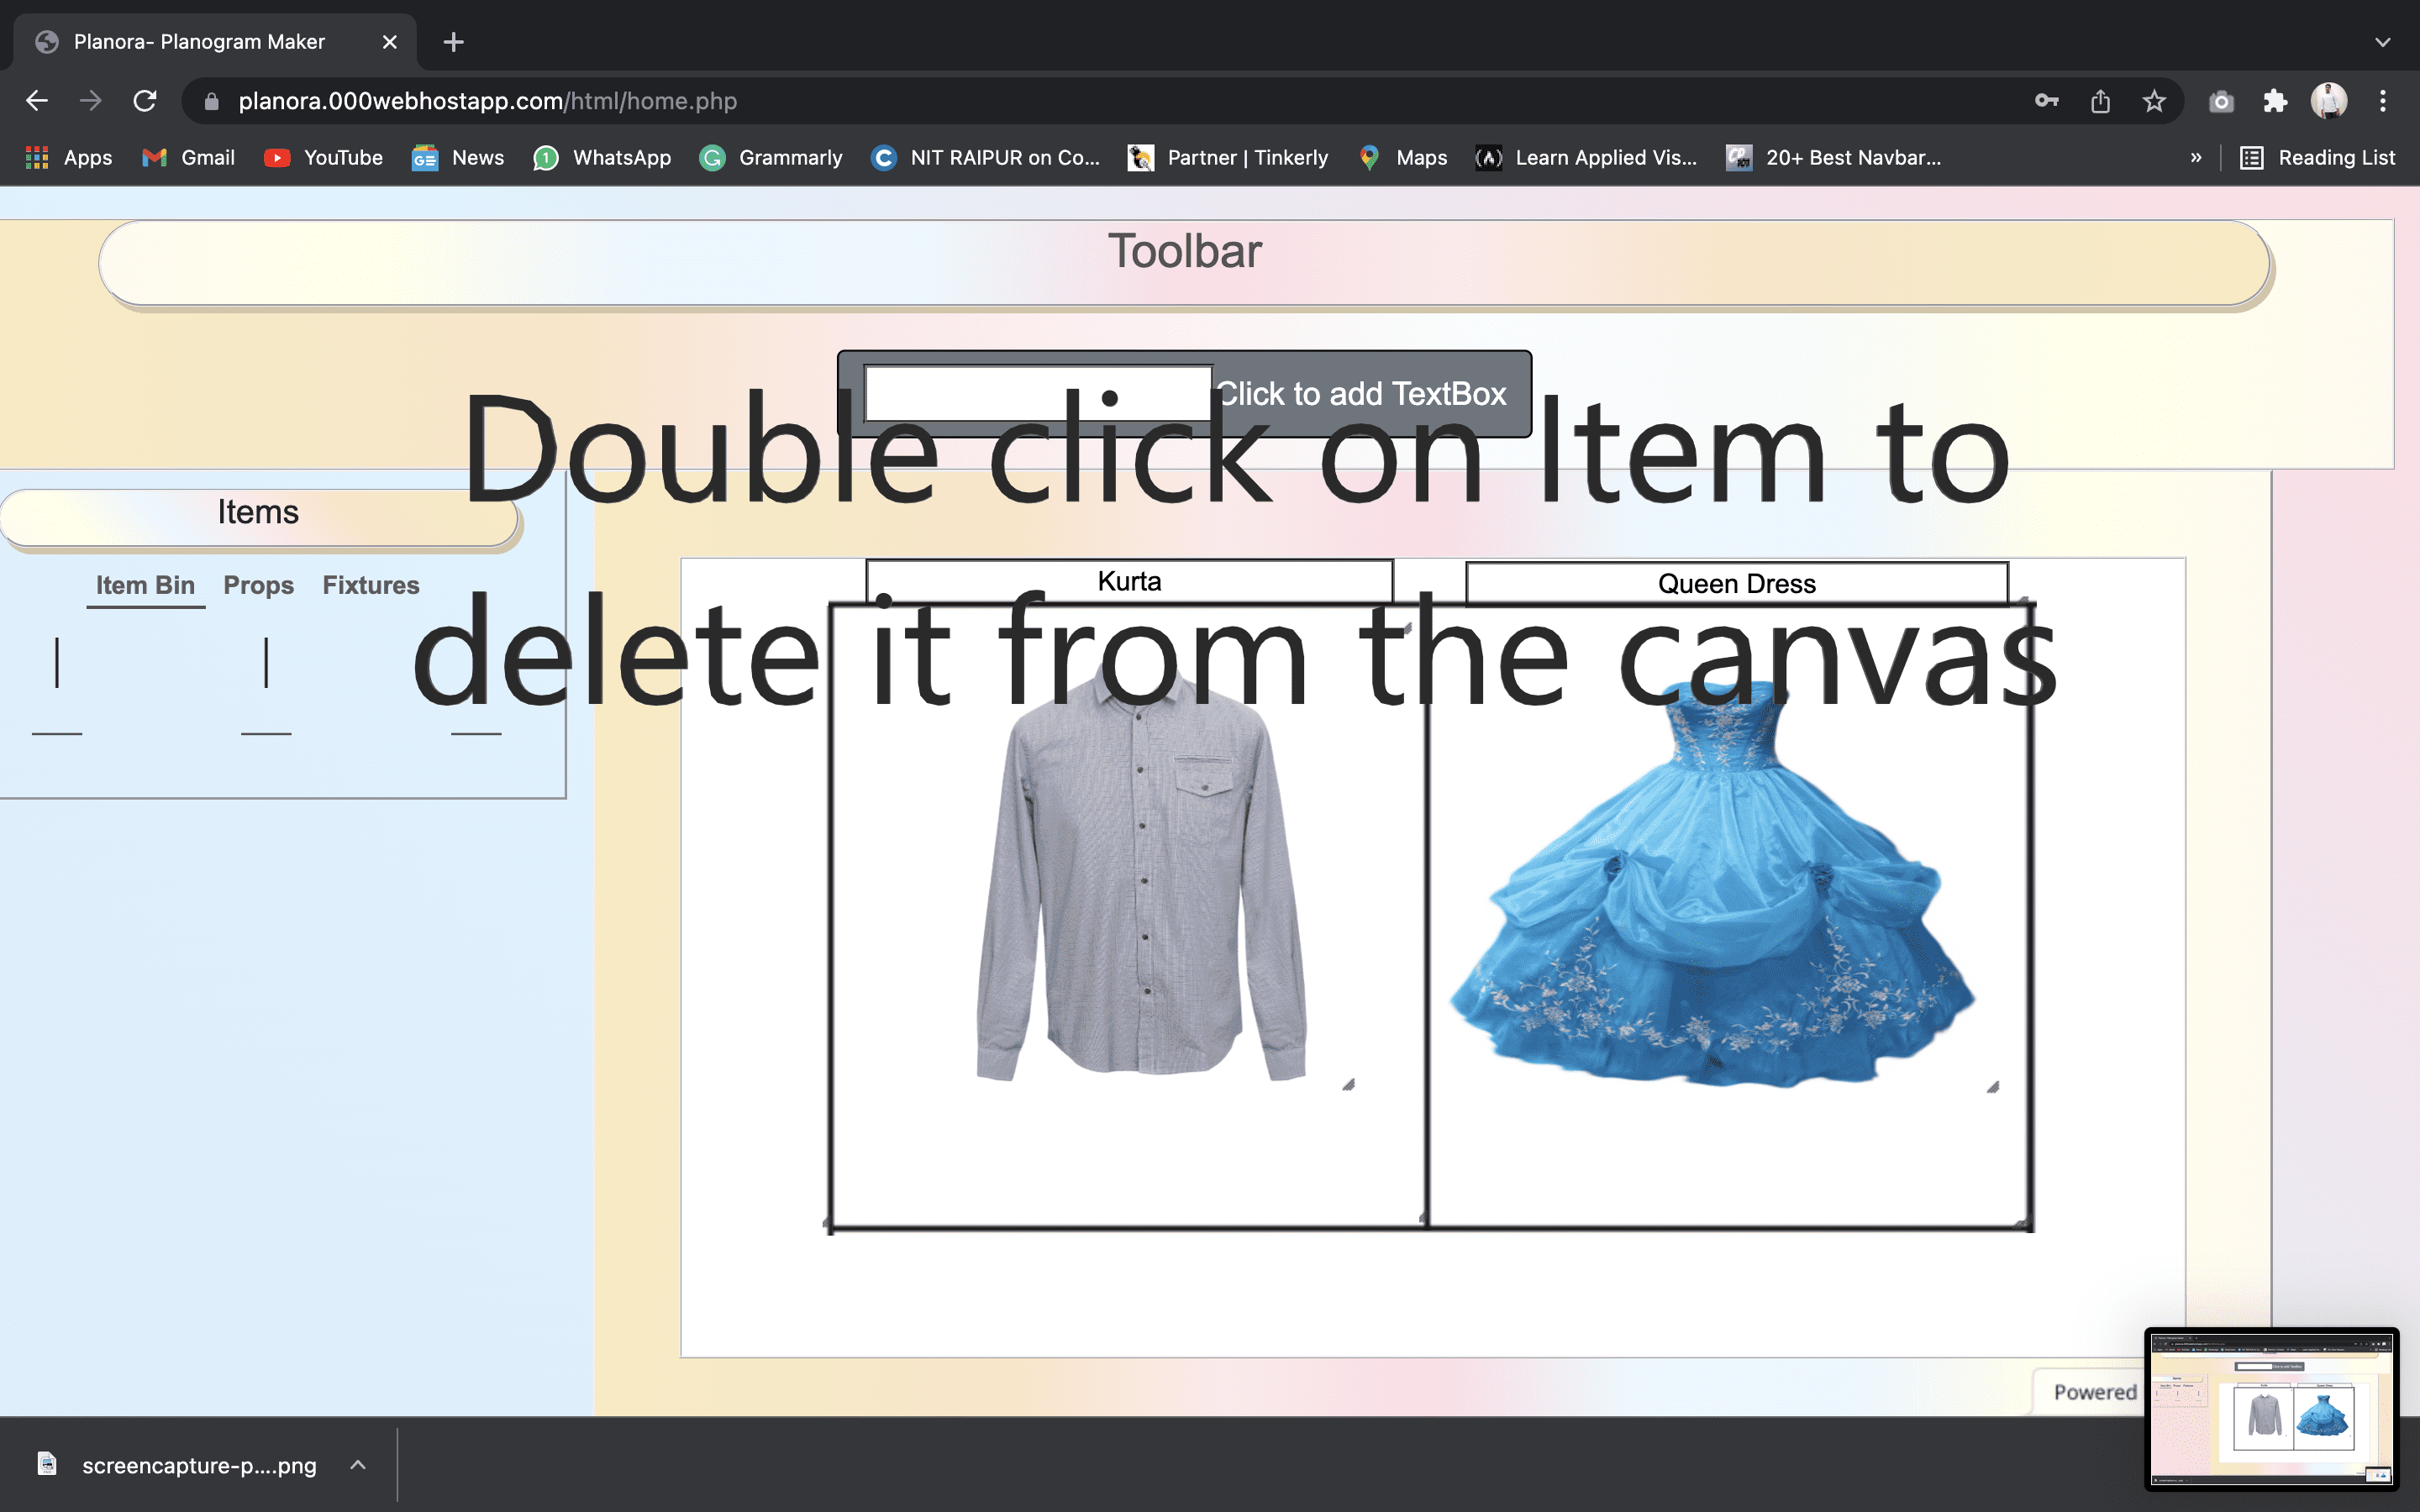 Planora- Planogram Maker
planora.000webhostapp.com/html/home.php
Apps Gmail YouTube News WhatsApp Grammarly NIT RAIPUR on Co... Partner | Tinkerly Maps Learn Applied Vis... 20+ Best Navbar... » Reading List
Toolbar
Click to add TextBox
Double click on Item to
delete it from the canvas
Items
Item Bin Props Fixtures
Kurta
Queen Dress
Powered
screencapture-p....png